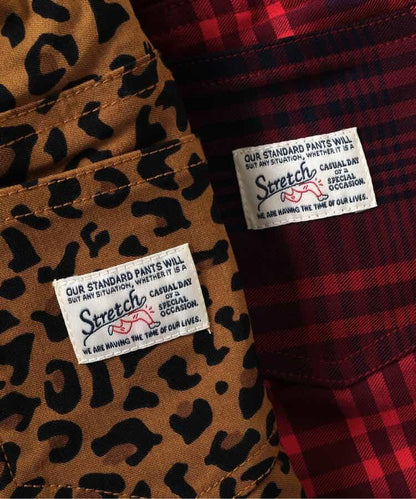 OUR STANDARD PANTS WILL
SUIT ANY SITUATION, WHETHER IT IS A
Stretch
CASUAL DAY
OR A
SPECIAL
OCCASION.
WE ARE HAVING THE TIME OF OUR LIVES.
OUR STANDARD PANTS WILL
SUIT ANY SITUATION, WHETHER IT IS A
Stretch
CASUAL DAY
OR A
SPECIAL
OCCASION.
WE ARE HAVING THE TIME OF OUR LIVES.